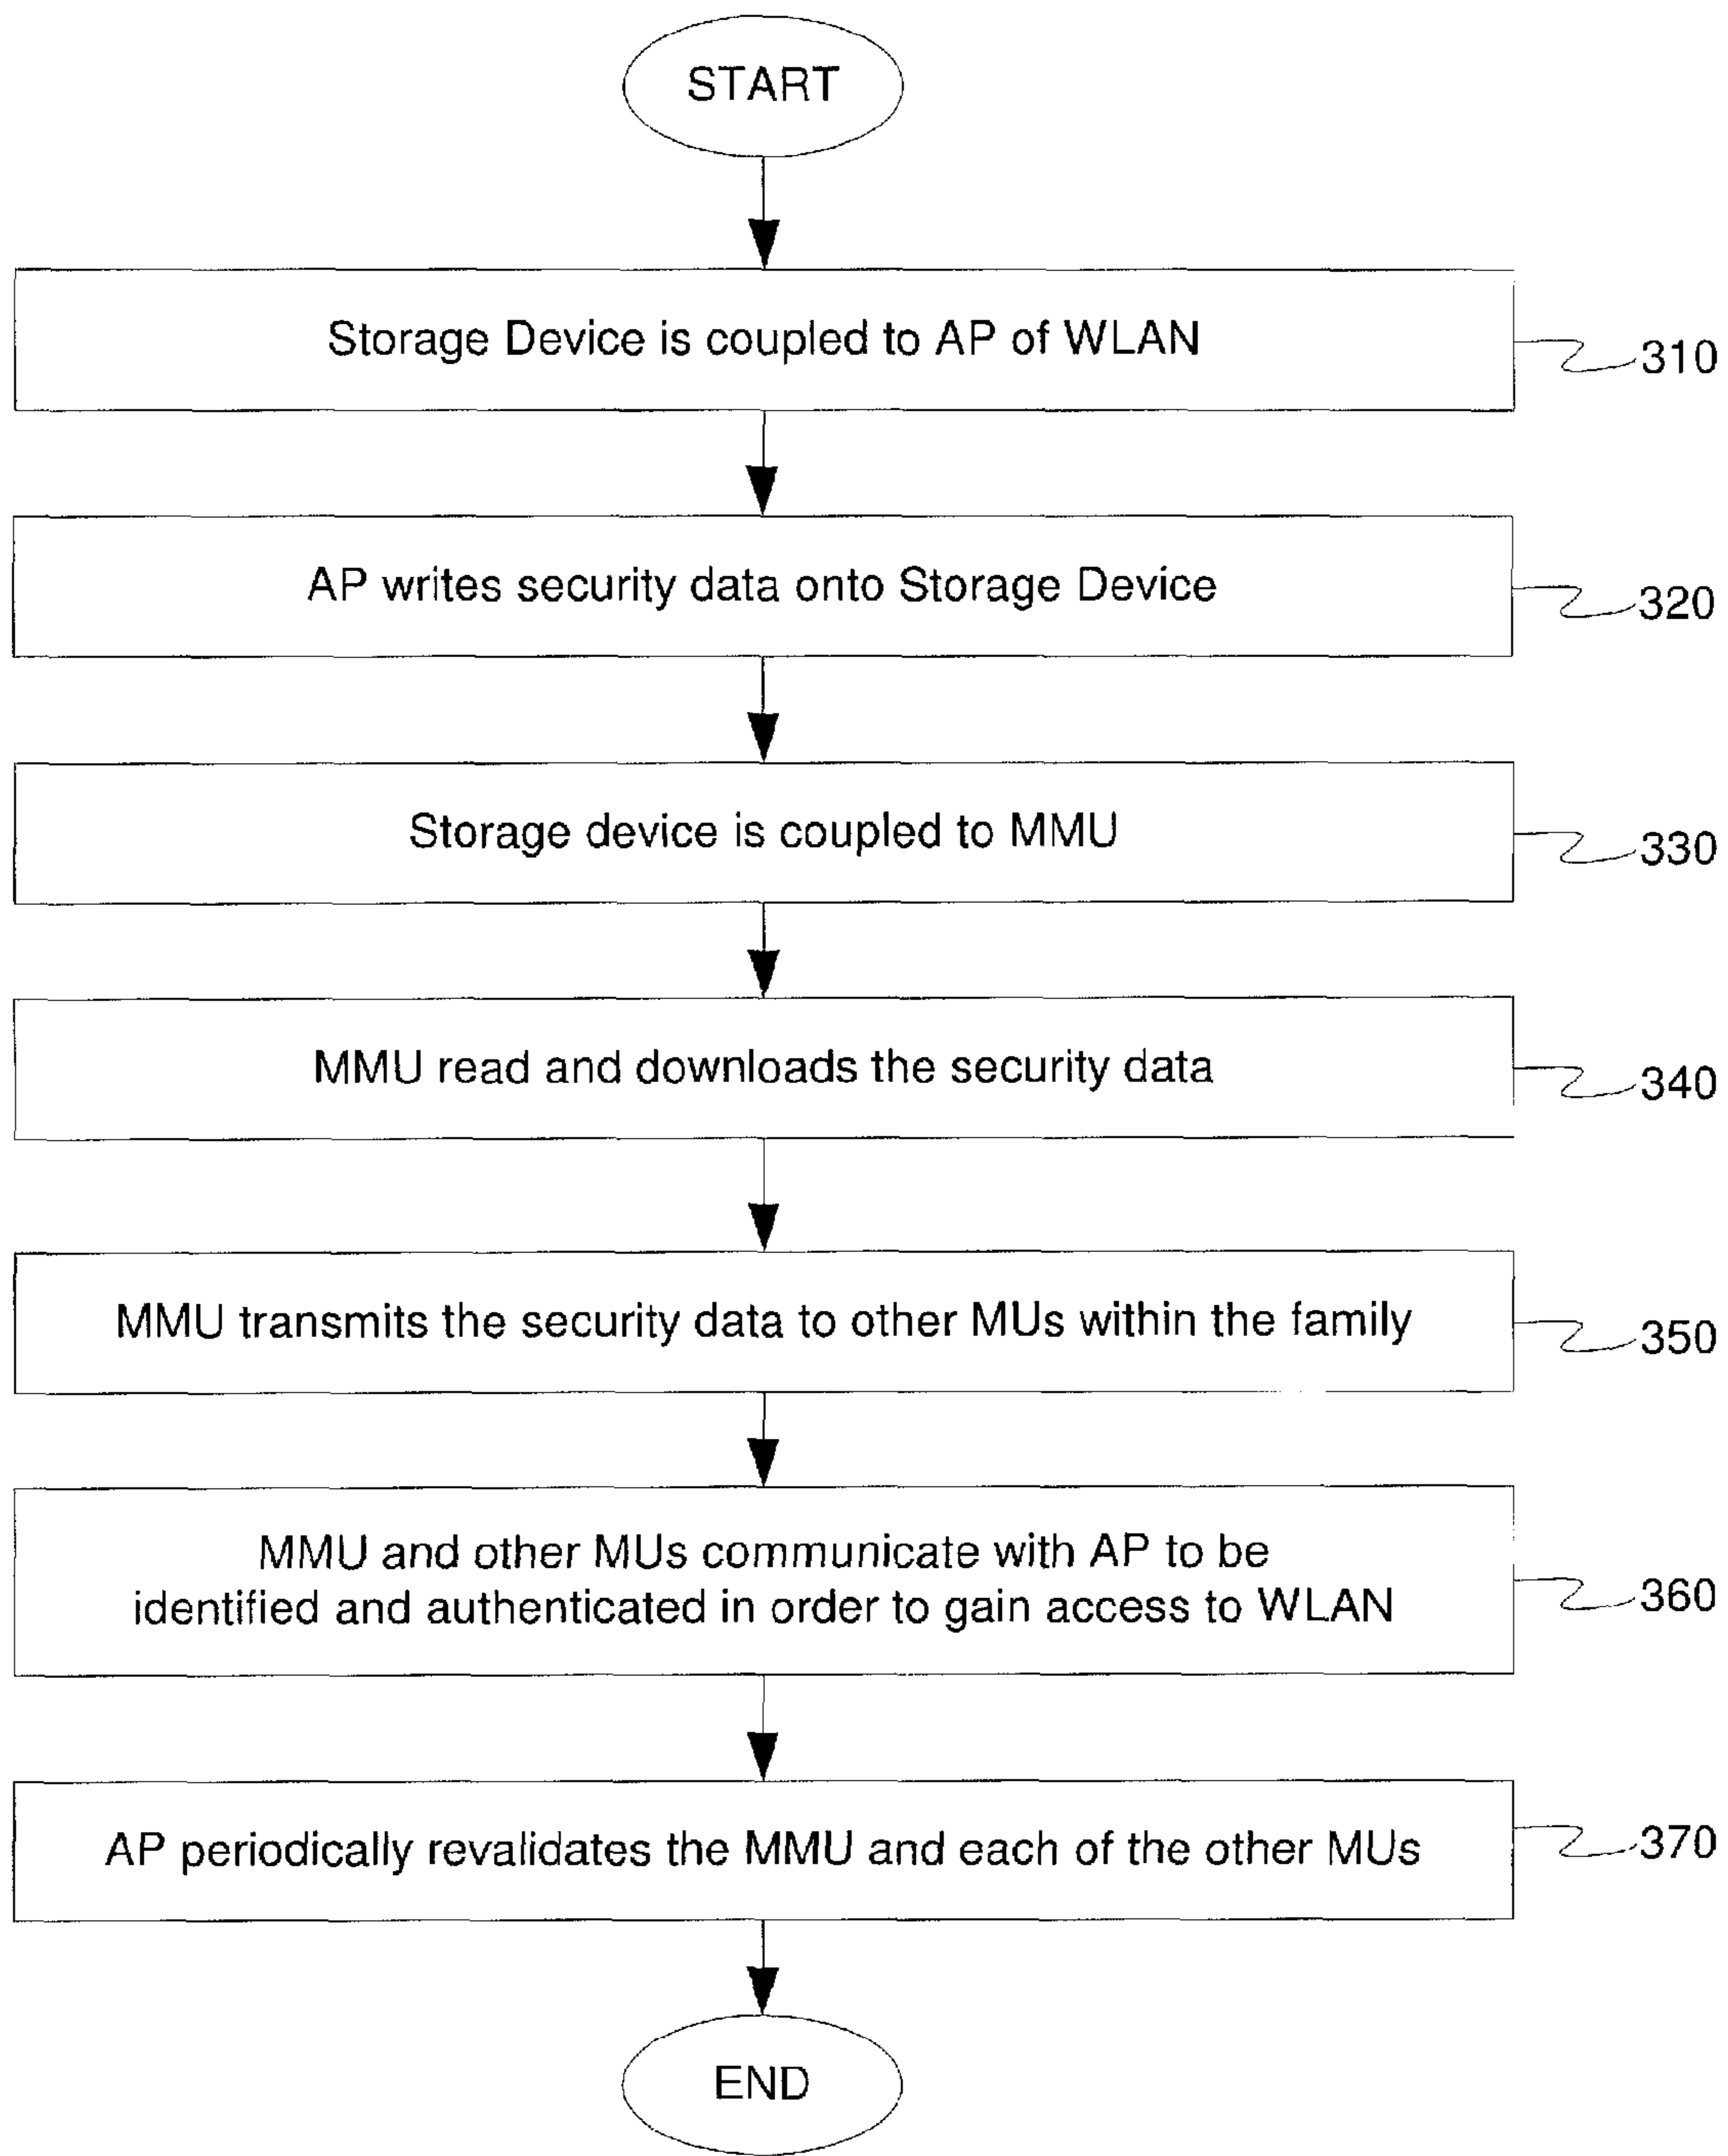 START
Storage Device is coupled to AP of WLAN
310
AP writes security data onto Storage Device
320
Storage device is coupled to MMU
330
MMU read and downloads the security data
340
MMU transmits the security data to other MUs within the family
350
MMU and other MUs communicate with AP to be
identified and authenticated in order to gain access to WLAN
360
AP periodically revalidates the MMU and each of the other MUs
370
END